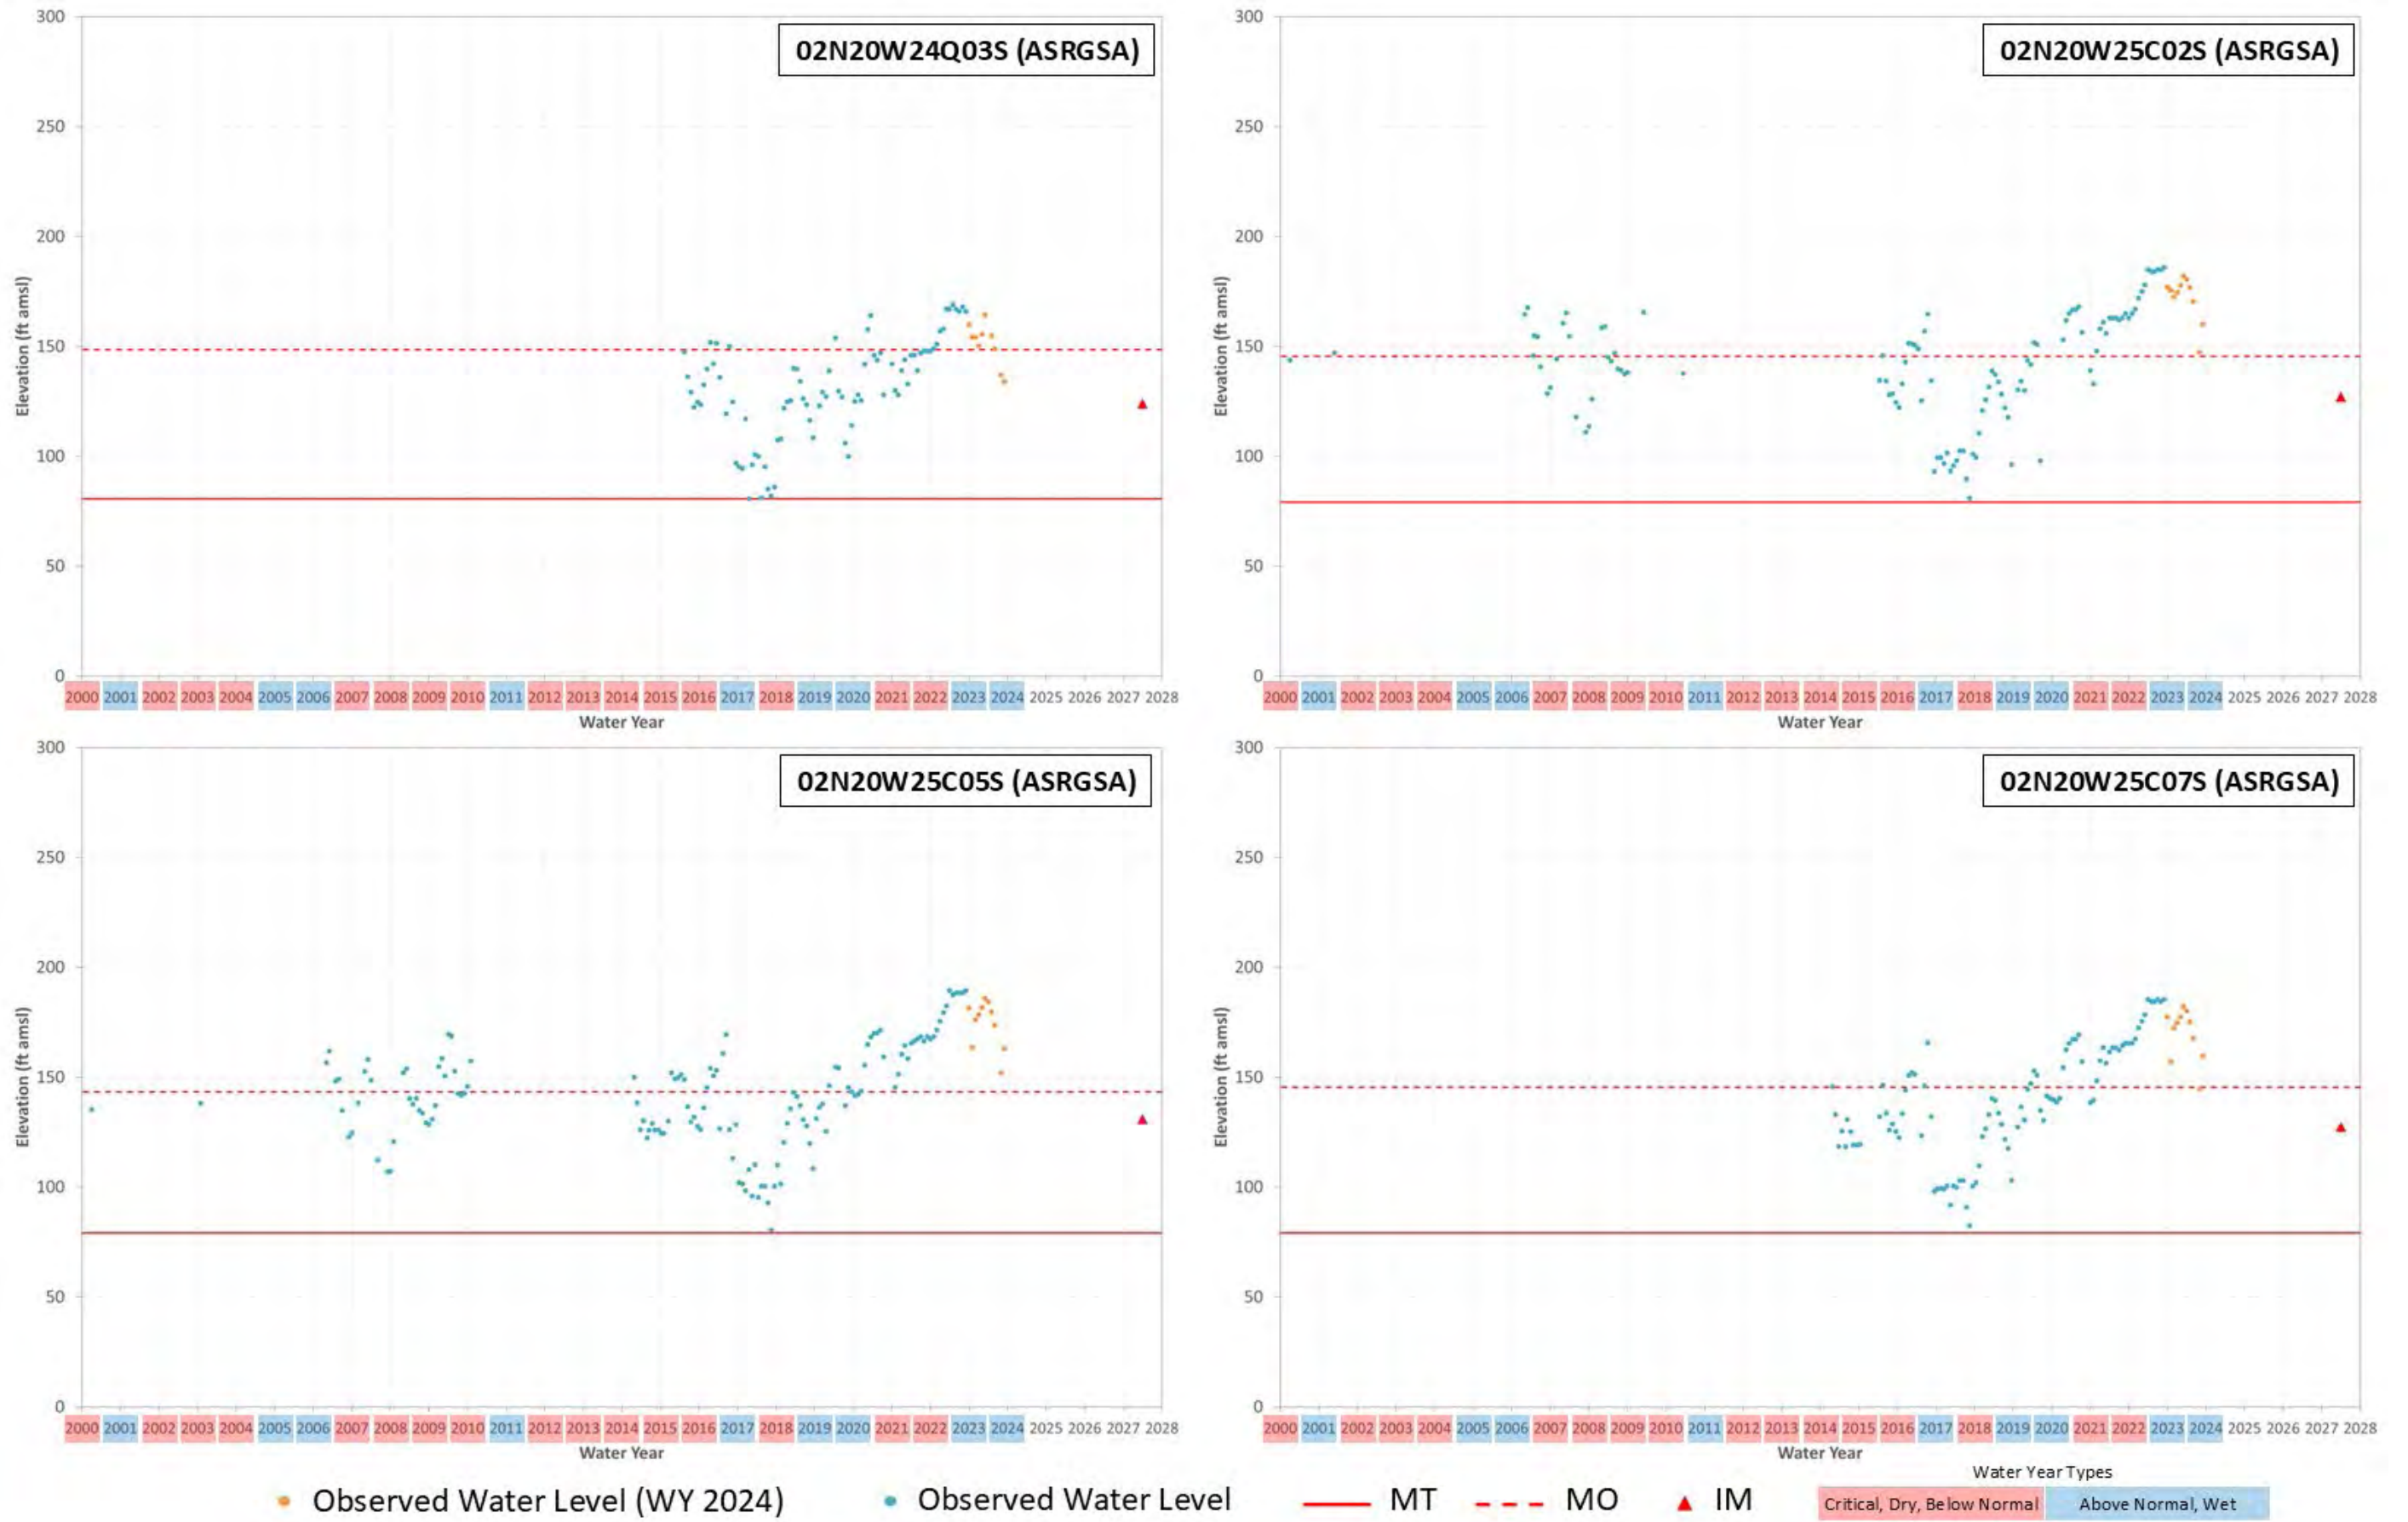 02N20W24Q03S (ASRGSA)
300
250
200
150
100
50
0
Elevation (ft amsl)
2000 2001 2002 2003 2004 2005 2006 2007 2008 2009 2010 2011 2012 2013 2014 2015 2016 2017 2018 2019 2020 2021 2022 2023 2024 2025 2026 2027 2028
Water Year
02N20W25C02S (ASRGSA)
300
250
200
150
100
50
0
Elevation (ft amsl)
2000 2001 2002 2003 2004 2005 2006 2007 2008 2009 2010 2011 2012 2013 2014 2015 2016 2017 2018 2019 2020 2021 2022 2023 2024 2025 2026 2027 2028
Water Year
02N20W25C05S (ASRGSA)
300
250
200
150
100
50
0
Elevation (ft amsl)
2000 2001 2002 2003 2004 2005 2006 2007 2008 2009 2010 2011 2012 2013 2014 2015 2016 2017 2018 2019 2020 2021 2022 2023 2024 2025 2026 2027 2028
Water Year
02N20W25C07S (ASRGSA)
300
250
200
150
100
50
0
Elevation (ft amsl)
2000 2001 2002 2003 2004 2005 2006 2007 2008 2009 2010 2011 2012 2013 2014 2015 2016 2017 2018 2019 2020 2021 2022 2023 2024 2025 2026 2027 2028
Water Year
Observed Water Level (WY 2024) Observed Water Level MT MO IM
Water Year Types
Critical, Dry, Below Normal Above Normal, Wet